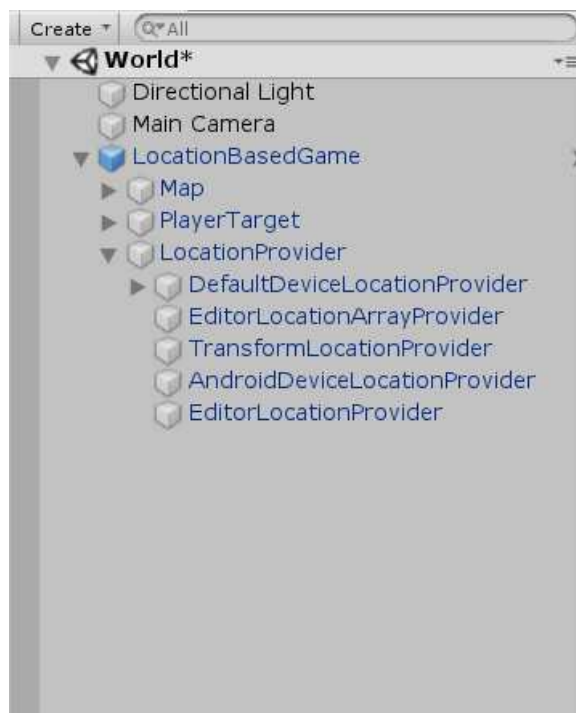 Create All
World*
Directional Light
Main Camera
LocationBasedGame
Map
PlayerTarget
LocationProvider
DefaultDeviceLocationProvider
EditorLocationArrayProvider
TransformLocationProvider
AndroidDeviceLocationProvider
EditorLocationProvider